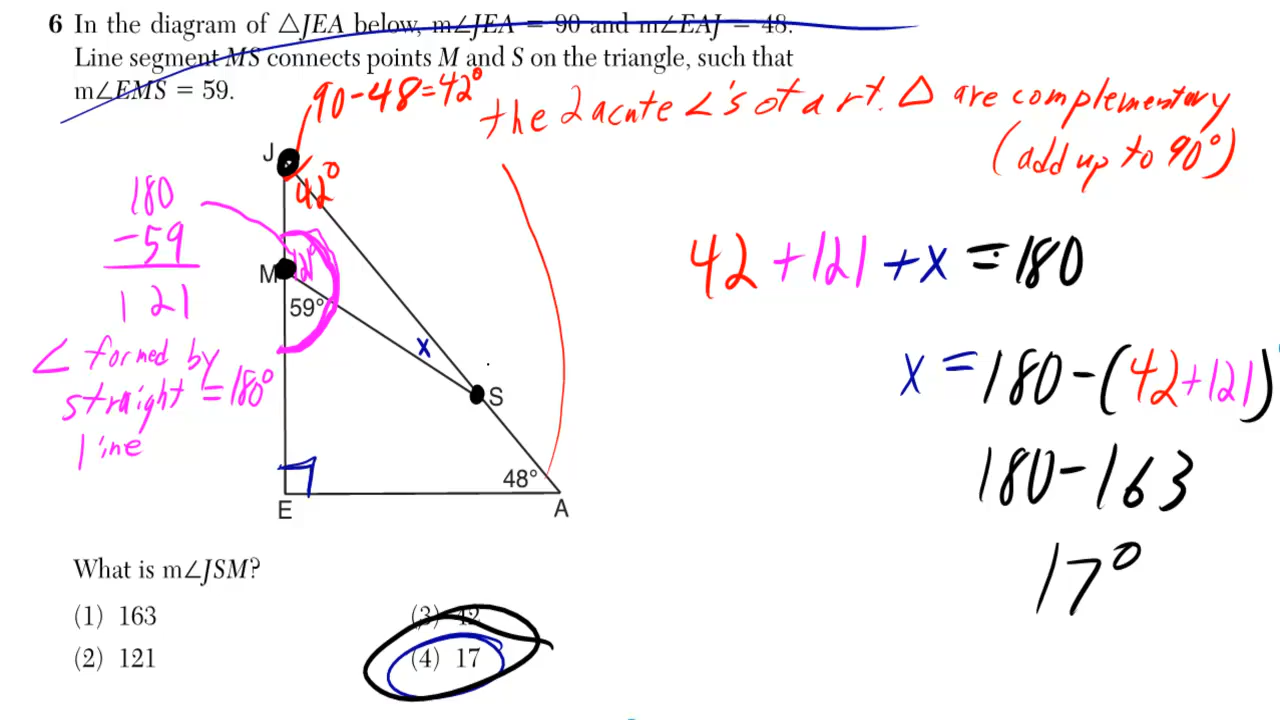 6 In the diagram of △JEA below, m∠JEA = 90 and m∠EAJ = 48.
Line segment MS connects points M and S on the triangle, such that
m∠EMS = 59.
90-48=42°
the 2 acute ∠'s of a rt. △ are complementary
(add up to 90°)
J
42°
180
-59
121
M
59°
∠ formed by
straight = 180°
line
x
S
48°
E
A
42 + 121 + x = 180
x = 180 - (42 + 121)
180 - 163
17°
What is m∠JSM?
(1) 163
(2) 121
(3) 42
(4) 17